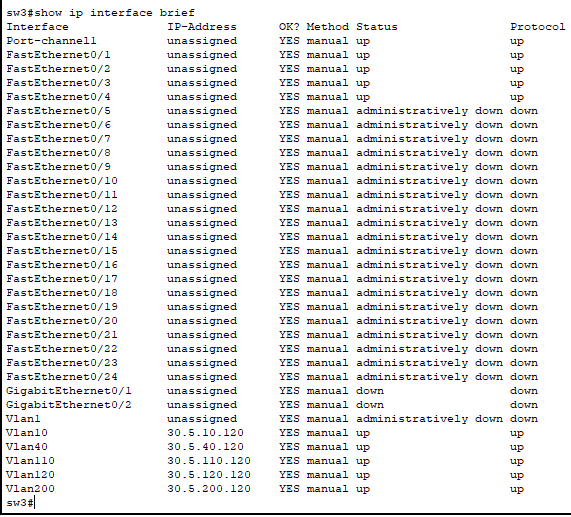 sw3#show ip interface brief
Interface IP-Address OK? Method Status Protocol
Port-channel1 unassigned YES manual up up
FastEthernet0/1 unassigned YES manual up up
FastEthernet0/2 unassigned YES manual up up
FastEthernet0/3 unassigned YES manual up up
FastEthernet0/4 unassigned YES manual up up
FastEthernet0/5 unassigned YES manual administratively down down
FastEthernet0/6 unassigned YES manual administratively down down
FastEthernet0/7 unassigned YES manual administratively down down
FastEthernet0/8 unassigned YES manual administratively down down
FastEthernet0/9 unassigned YES manual administratively down down
FastEthernet0/10 unassigned YES manual administratively down down
FastEthernet0/11 unassigned YES manual administratively down down
FastEthernet0/12 unassigned YES manual administratively down down
FastEthernet0/13 unassigned YES manual administratively down down
FastEthernet0/14 unassigned YES manual administratively down down
FastEthernet0/15 unassigned YES manual administratively down down
FastEthernet0/16 unassigned YES manual administratively down down
FastEthernet0/17 unassigned YES manual administratively down down
FastEthernet0/18 unassigned YES manual administratively down down
FastEthernet0/19 unassigned YES manual administratively down down
FastEthernet0/20 unassigned YES manual administratively down down
FastEthernet0/21 unassigned YES manual administratively down down
FastEthernet0/22 unassigned YES manual administratively down down
FastEthernet0/23 unassigned YES manual administratively down down
FastEthernet0/24 unassigned YES manual administratively down down
GigabitEthernet0/1 unassigned YES manual down down
GigabitEthernet0/2 unassigned YES manual down down
Vlan1 unassigned YES manual administratively down down
Vlan10 30.5.10.120 YES manual up up
Vlan40 30.5.40.120 YES manual up up
Vlan110 30.5.110.120 YES manual up up
Vlan120 30.5.120.120 YES manual up up
Vlan200 30.5.200.120 YES manual up up
sw3#